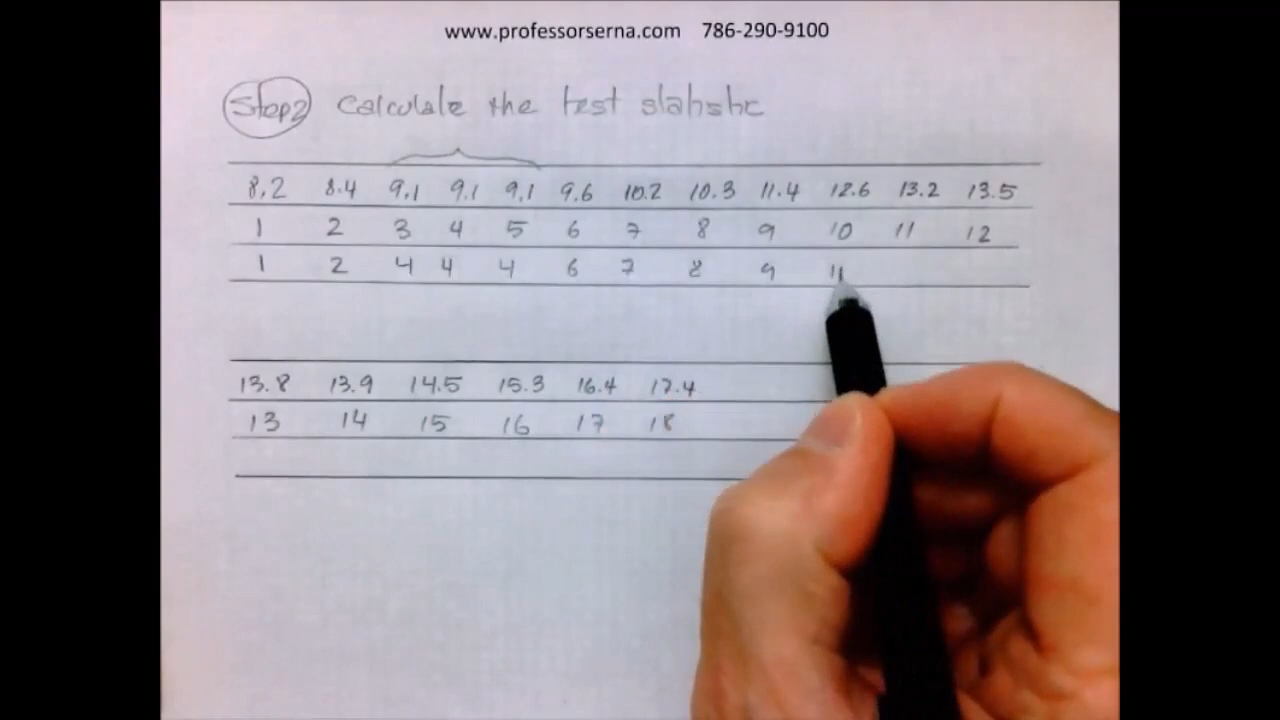 www.professorserna.com 786-290-9100
Step2 Calculate the test statistic
8.2 8.4 9.1 9.1 9.1 9.6 10.2 10.3 11.4 12.6 13.2 13.5
1 2 3 4 5 6 7 8 9 10 11 12
1 2 4 4 4 6 7 8 9
13.8 13.9 14.5 15.3 16.4 17.4
13 14 15 16 17 18